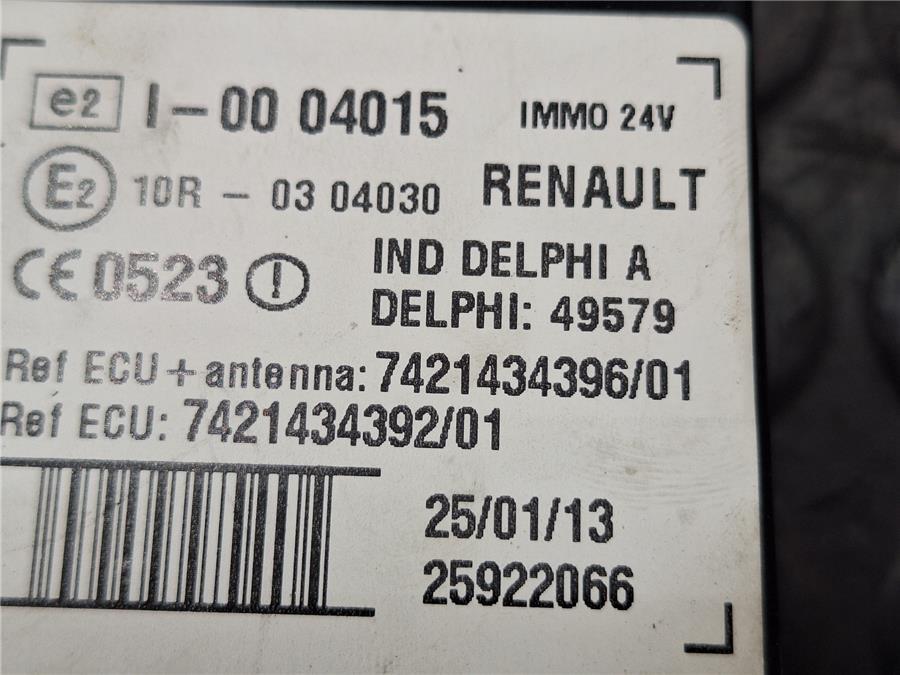 e2 I-00 04015 IMMO 24V
E2 10R - 03 04030 RENAULT
CE 0523 ! IND DELPHI A
DELPHI: 49579
Ref ECU+antenna: 7421434396/01
Ref ECU: 7421434392/01
25/01/13
25922066